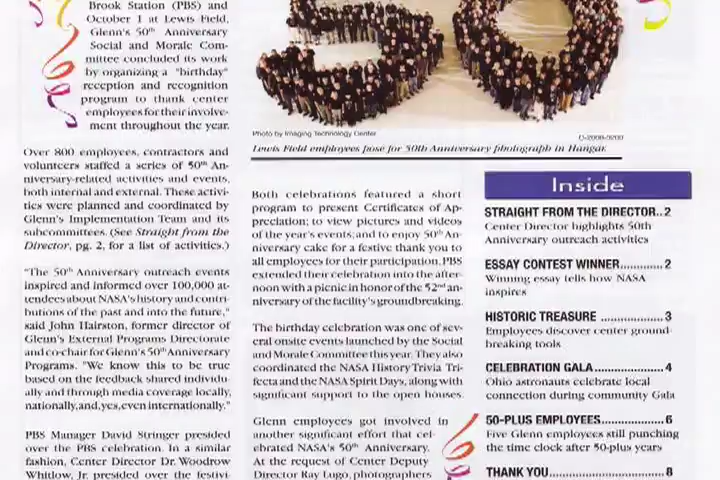 Brook Station (PBS) and
October 1 at Lewis Field,
Glenn's 50th Anniversary
Social and Morale Com-
mittee concluded its work
by organizing a "birthday"
reception and recognition
program to thank center
employees for their involve-
ment throughout the year.
Over 800 employees, contractors and
volunteers staffed a series of 50th An-
niversary-related activities and events,
both internal and external. These activi-
ties were planned and coordinated by
Glenn's Implementation Team and its
subcommittees. (See Straight from the
Director, pg. 2, for a list of activities.)
"The 50th Anniversary outreach events
inspired and informed over 100,000 at-
tendees about NASA's history and contri-
butions of the past and into the future,"
said John Hairston, former director of
Glenn's External Programs Directorate
and co-chair for Glenn's 50th Anniversary
Programs. "We know this to be true
based on the feedback shared individu-
ally and through media coverage locally,
nationally, and, yes, even internationally."
PBS Manager David Stringer presided
over the PBS celebration. In a similar
fashion, Center Director Dr. Woodrow
Whitlow, Jr. presided over the festivi-
50
Photo by Imaging Technology Center
Lewis Field employees pose for 50th Anniversary photograph in Hangar.
Both celebrations featured a short
program to present Certificates of Ap-
preciation; to view pictures and videos
of the year's events; and to enjoy 50th An-
niversary cake for a festive thank you to
all employees for their participation. PBS
extended their celebration into the after-
noon with a picnic in honor of the 52nd an-
niversary of the facility's groundbreaking.
The birthday celebration was one of sev-
eral onsite events launched by the Social
and Morale Committee this year. They also
coordinated the NASA History Trivia Tri-
fecta and the NASA Spirit Days, along with
significant support to the open houses.
Glenn employees got involved in
another significant effort that cel-
ebrated NASA's 50th Anniversary.
At the request of Center Deputy
Director Ray Lugo, photographers
Inside
STRAIGHT FROM THE DIRECTOR..2
Center Director highlights 50th
Anniversary outreach activities
ESSAY CONTEST WINNER............2
Winning essay tells how NASA
inspires
HISTORIC TREASURE ..................3
Employees discover center ground-
breaking tools
CELEBRATION GALA...................4
Ohio astronauts celebrate local
connection during community Gala
50-PLUS EMPLOYEES.................6
Five Glenn employees still punching
the time clock after 50-plus years
THANK YOU................................8